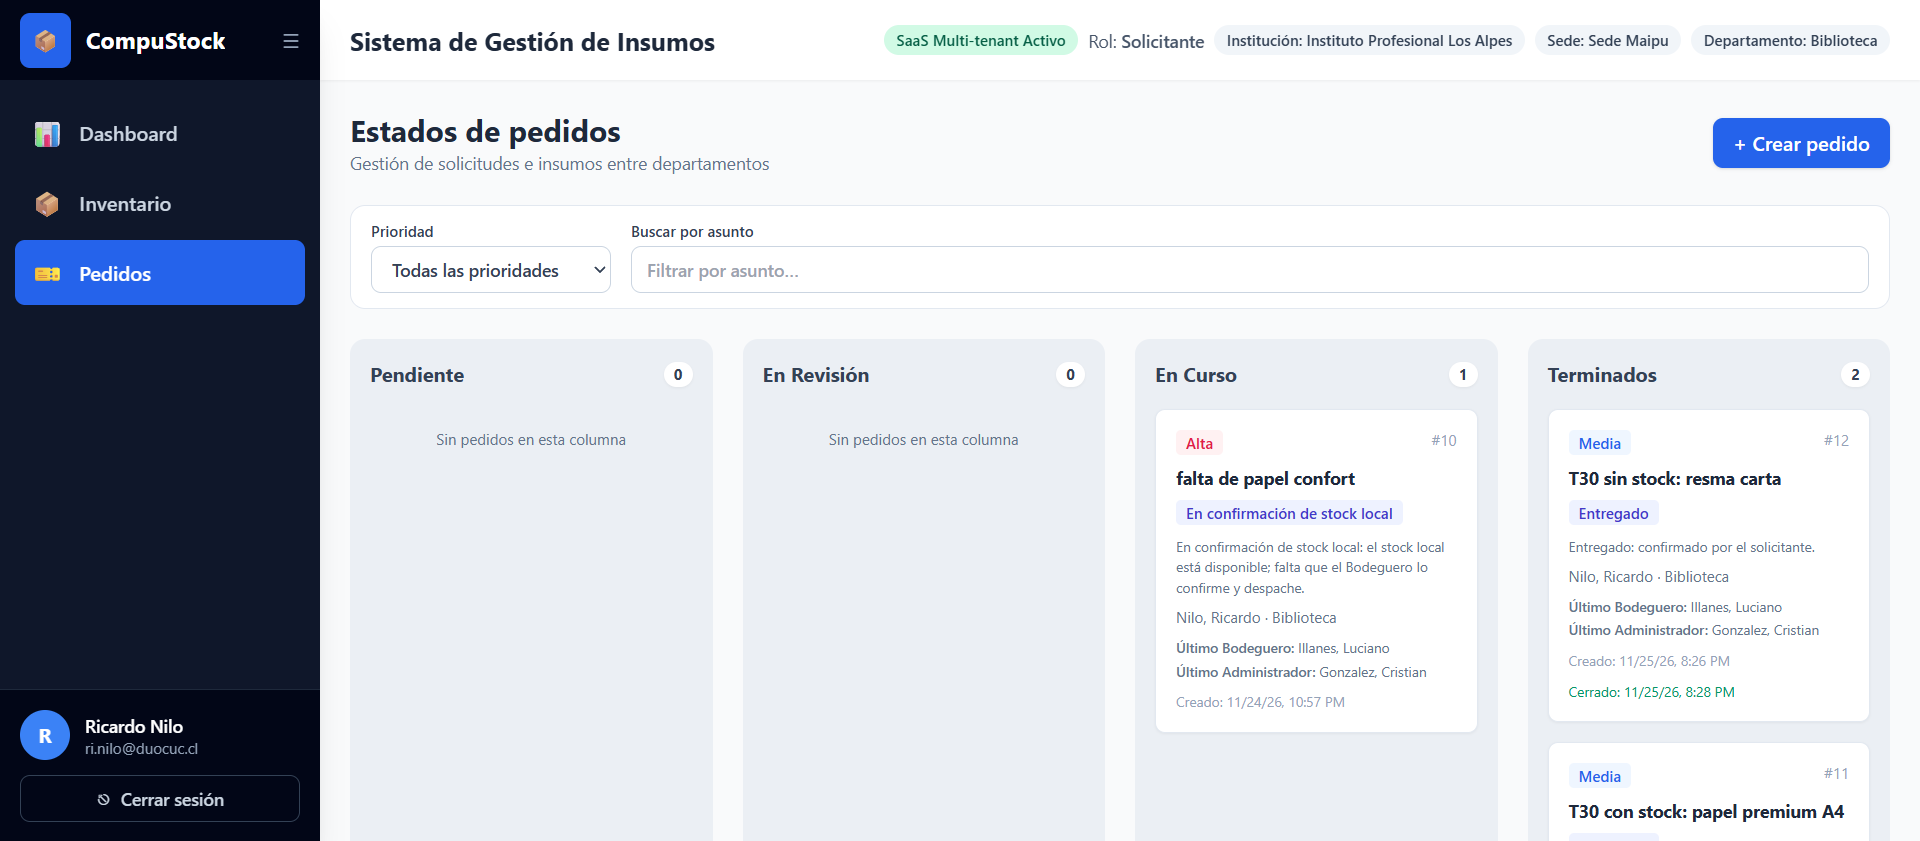 CompuStock
Dashboard
Inventario
Pedidos
Ricardo Nilo
ri.nilo@duocuc.cl
Cerrar sesión
Sistema de Gestión de Insumos
SaaS Multi-tenant Activo
Rol: Solicitante
Institución: Instituto Profesional Los Alpes
Sede: Sede Maipu
Departamento: Biblioteca
Estados de pedidos
Gestión de solicitudes e insumos entre departamentos
+ Crear pedido
Prioridad
Todas las prioridades
Buscar por asunto
Filtrar por asunto...
Pendiente
0
Sin pedidos en esta columna
En Revisión
0
Sin pedidos en esta columna
En Curso
1
Alta
#10
falta de papel confort
En confirmación de stock local
En confirmación de stock local: el stock local
está disponible; falta que el Bodeguero lo
confirme y despache.
Nilo, Ricardo · Biblioteca
Último Bodeguero: Illanes, Luciano
Último Administrador: Gonzalez, Cristian
Creado: 11/24/26, 10:57 PM
Terminados
2
Media
#12
T30 sin stock: resma carta
Entregado
Entregado: confirmado por el solicitante.
Nilo, Ricardo · Biblioteca
Último Bodeguero: Illanes, Luciano
Último Administrador: Gonzalez, Cristian
Creado: 11/25/26, 8:26 PM
Cerrado: 11/25/26, 8:28 PM
Media
#11
T30 con stock: papel premium A4
R